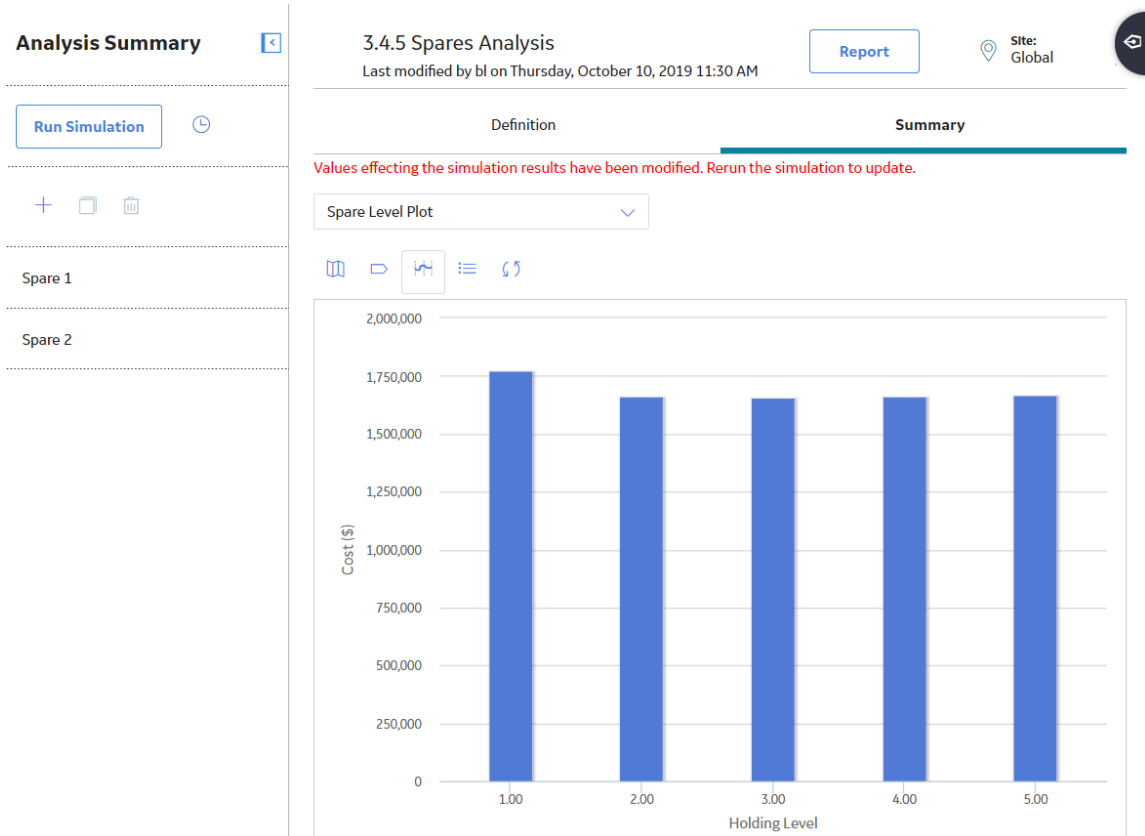 Analysis Summary
Run Simulation
Spare 1
Spare 2
3.4.5 Spares Analysis
Last modified by bl on Thursday, October 10, 2019 11:30 AM
Report
Site:
Global
Definition
Summary
Values effecting the simulation results have been modified. Rerun the simulation to update.
Spare Level Plot
2,000,000
1,750,000
1,500,000
1,250,000
1,000,000
750,000
500,000
250,000
0
Cost ($)
1.00 2.00 3.00 4.00 5.00
Holding Level